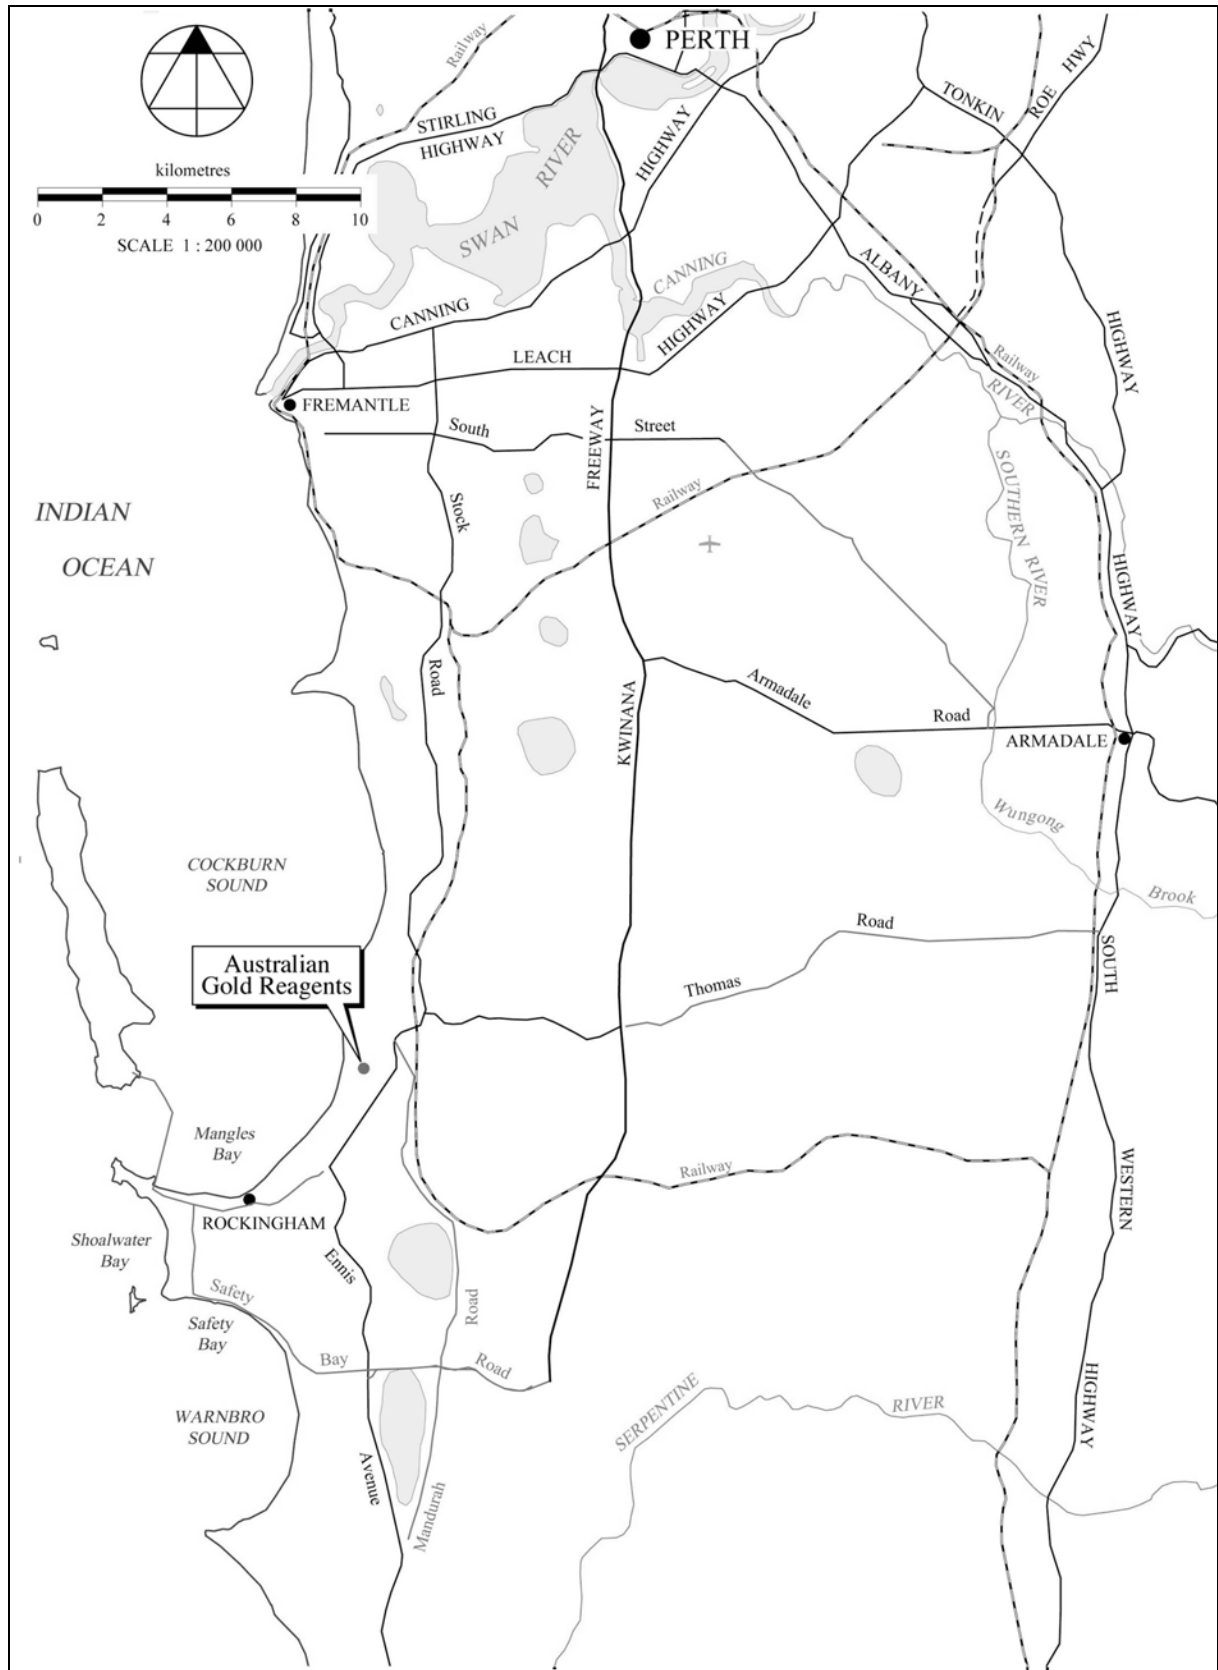 Railway
PERTH
HWY
ROE
TONKIN
STIRLING
HIGHWAY
RIVER
SWAN
HIGHWAY
kilometres
0 2 4 6 8 10
SCALE 1 : 200 000
CANNING
ALBANY
CANNING
HIGHWAY
HIGHWAY
LEACH
Railway
RIVER
FREMANTLE
South
Street
FREEWAY
Railway
Stock
SOUTHERN RIVER
INDIAN
OCEAN
HIGHWAY
Road
KWINANA
Armadale
Road
ARMADALE
Wungong
Brook
COCKBURN
SOUND
Road
Thomas
SOUTH
Australian
Gold Reagents
Mangles
Bay
Railway
WESTERN
ROCKINGHAM
Shoalwater
Bay
Ennis
Safety
Road
Safety
Bay
Bay
Road
HIGHWAY
SERPENTINE
RIVER
WARNBRO
SOUND
Avenue
Mandurah